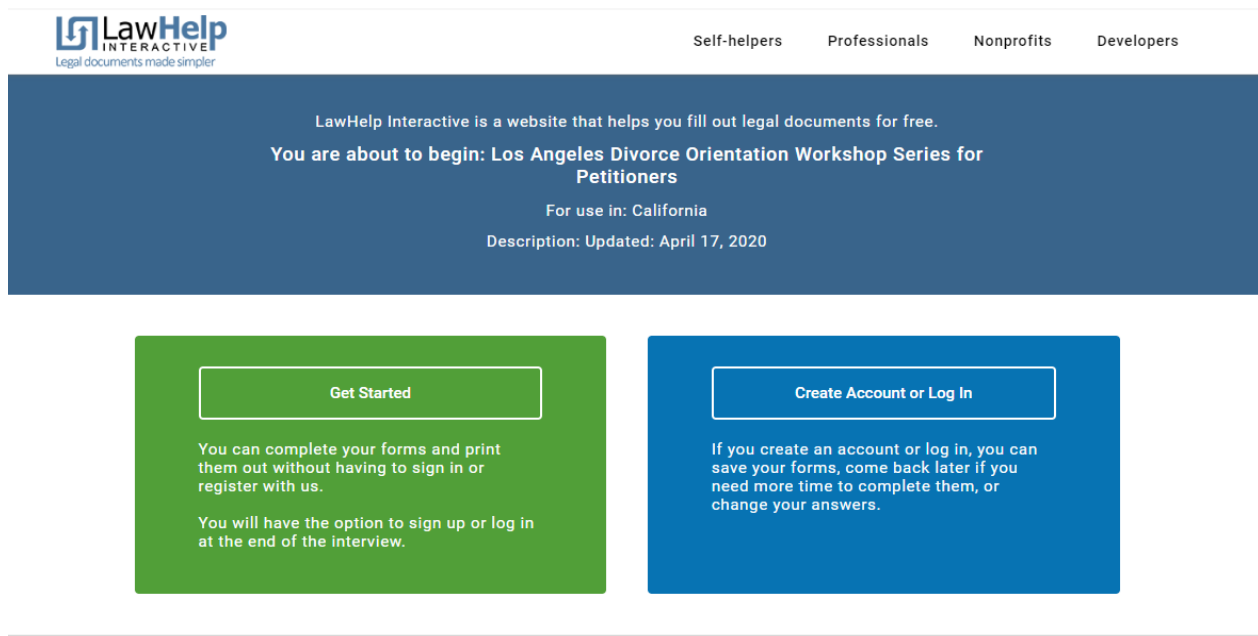 LawHelp
INTERACTIVE
Legal documents made simpler
Self-helpers Professionals Nonprofits Developers
LawHelp Interactive is a website that helps you fill out legal documents for free.
You are about to begin: Los Angeles Divorce Orientation Workshop Series for
Petitioners
For use in: California
Description: Updated: April 17, 2020
Get Started
You can complete your forms and print
them out without having to sign in or
register with us.
You will have the option to sign up or log in
at the end of the interview.
Create Account or Log In
If you create an account or log in, you can
save your forms, come back later if you
need more time to complete them, or
change your answers.